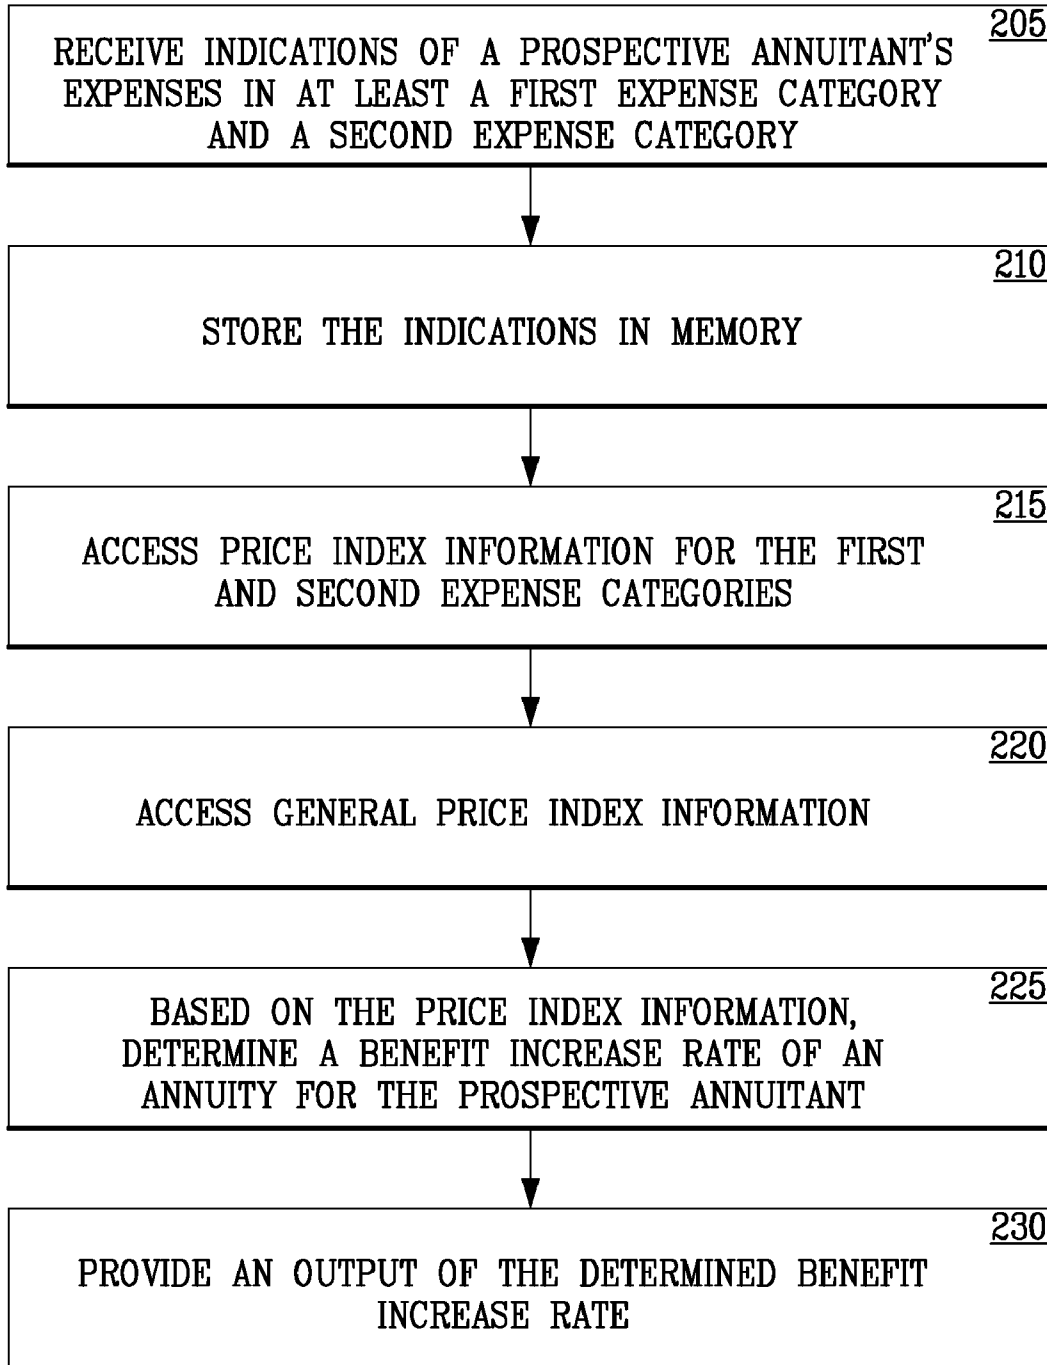 205
RECEIVE INDICATIONS OF A PROSPECTIVE ANNUITANT'S
EXPENSES IN AT LEAST A FIRST EXPENSE CATEGORY
AND A SECOND EXPENSE CATEGORY
210
STORE THE INDICATIONS IN MEMORY
215
ACCESS PRICE INDEX INFORMATION FOR THE FIRST
AND SECOND EXPENSE CATEGORIES
220
ACCESS GENERAL PRICE INDEX INFORMATION
225
BASED ON THE PRICE INDEX INFORMATION,
DETERMINE A BENEFIT INCREASE RATE OF AN
ANNUITY FOR THE PROSPECTIVE ANNUITANT
230
PROVIDE AN OUTPUT OF THE DETERMINED BENEFIT
INCREASE RATE